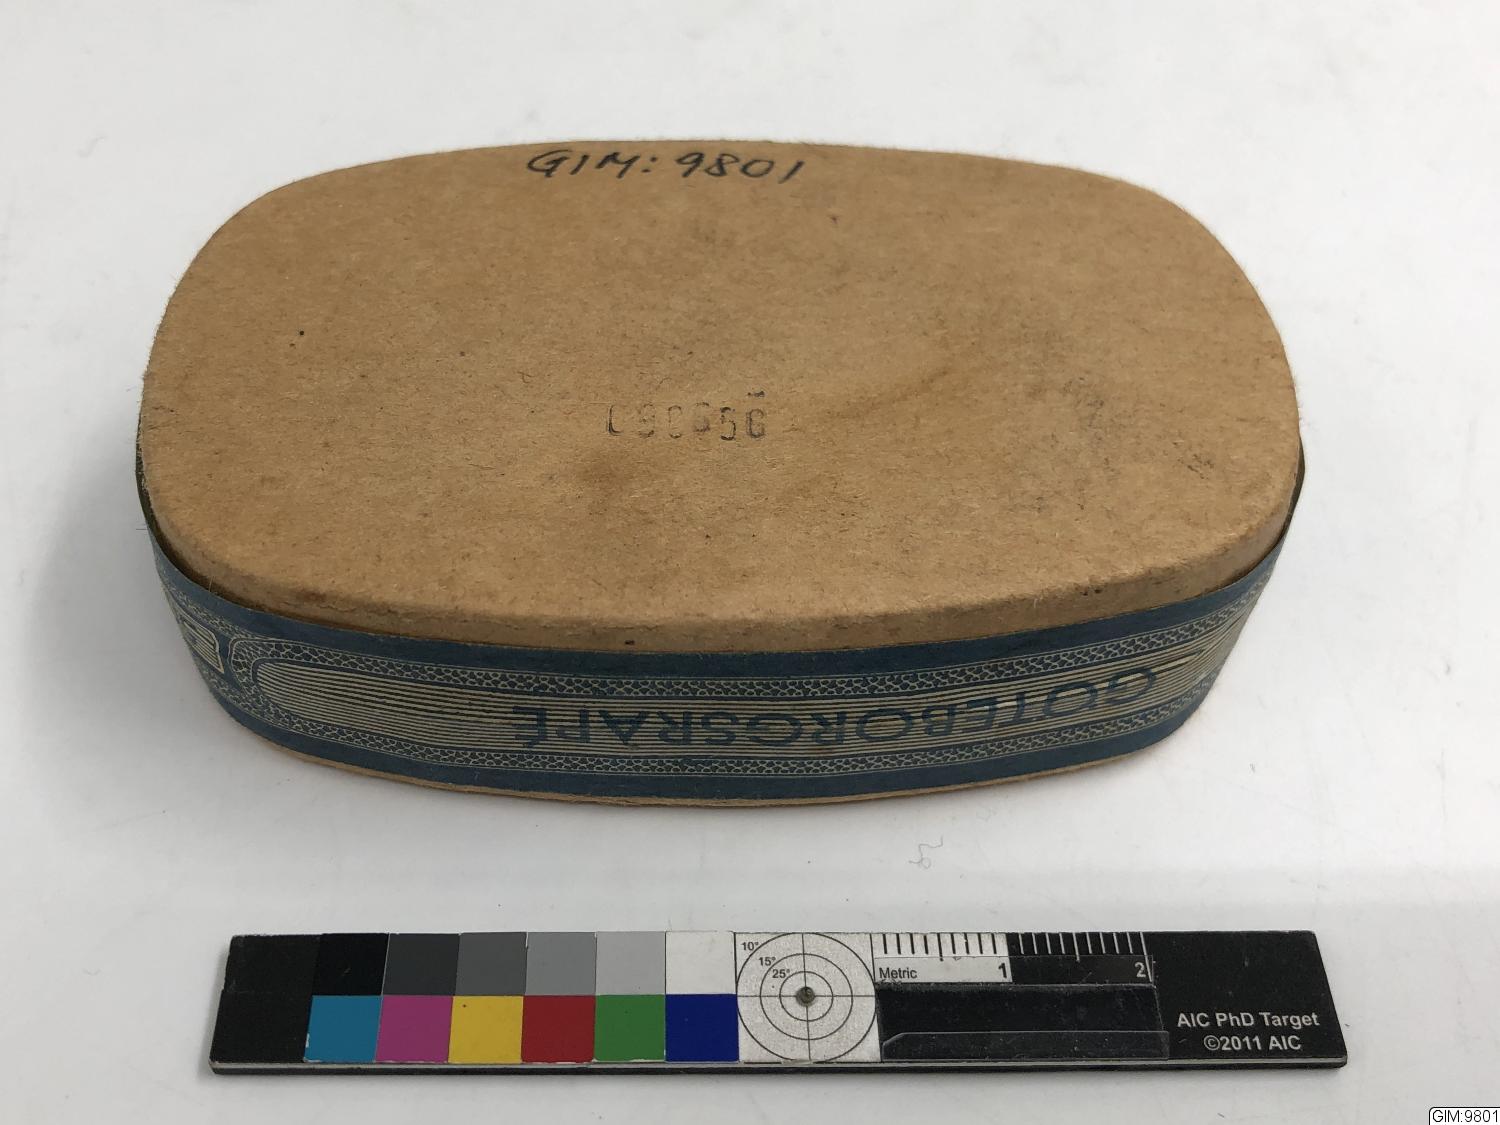 GIM: 9801
GÖTEBORGSRAPÉ
10°
15°
25°
Metric 1 2
AIC PhD Target
©2011 AIC
GIM:9801